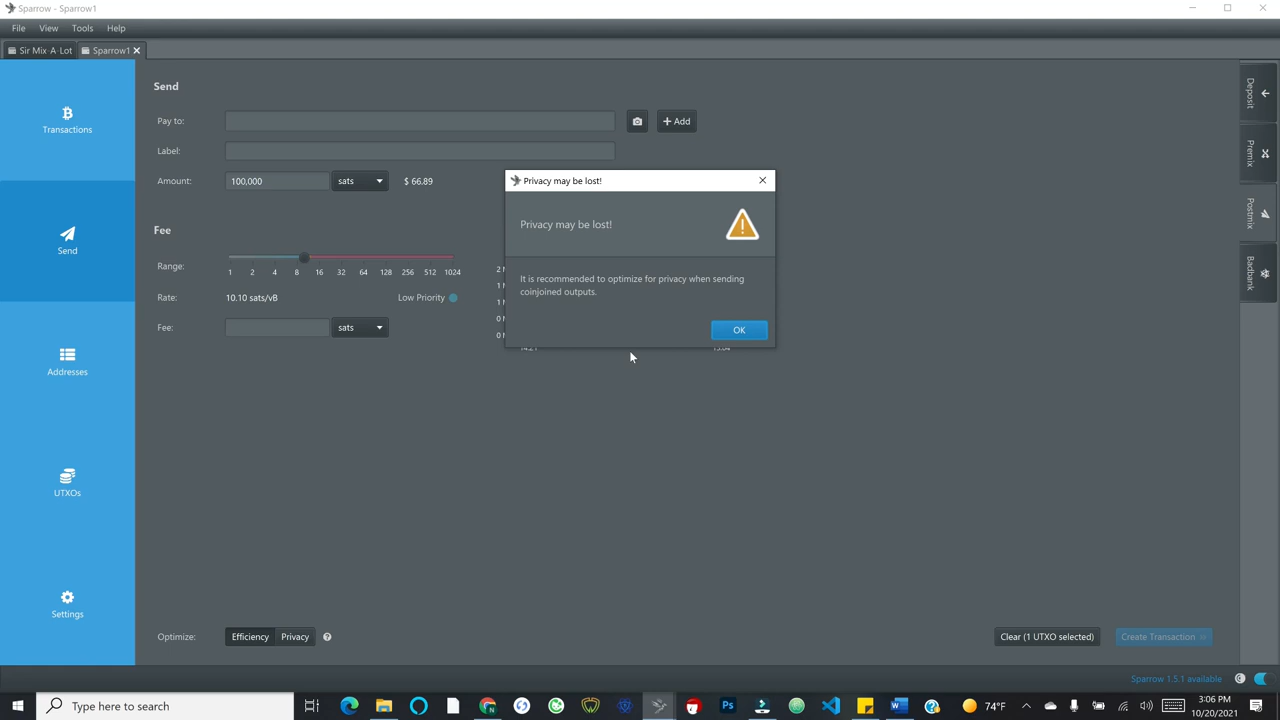 Sparrow - Sparrow1
File View Tools Help
Sir Mix-A-Lot Sparrow1
Transactions
Send
Addresses
UTXOs
Settings
Send
Pay to:
+ Add
Label:
Amount: 100,000 sats $ 66.89
Fee
Range:
1 2 4 8 16 32 64 128 256 512 1024
Rate: 10.10 sats/vB Low Priority
Fee: sats
Privacy may be lost!
Privacy may be lost!
It is recommended to optimize for privacy when sending
coinjoined outputs.
OK
Optimize: Efficiency Privacy ?
Clear (1 UTXO selected) Create Transaction
Deposit
Premix
Postmix
Badbank
Sparrow 1.5.1 available
Type here to search
74°F
3:06 PM
10/20/2021